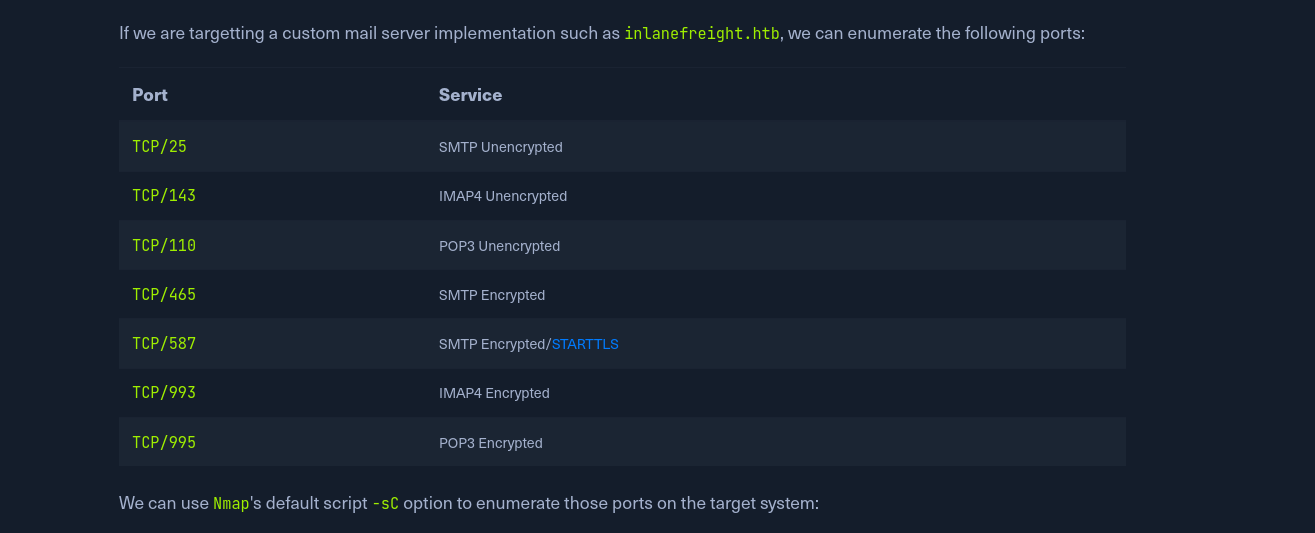 If we are targetting a custom mail server implementation such as inlanefreight.htb, we can enumerate the following ports:
Port Service
TCP/25 SMTP Unencrypted
TCP/143 IMAP4 Unencrypted
TCP/110 POP3 Unencrypted
TCP/465 SMTP Encrypted
TCP/587 SMTP Encrypted/STARTTLS
TCP/993 IMAP4 Encrypted
TCP/995 POP3 Encrypted
We can use Nmap's default script -sC option to enumerate those ports on the target system: